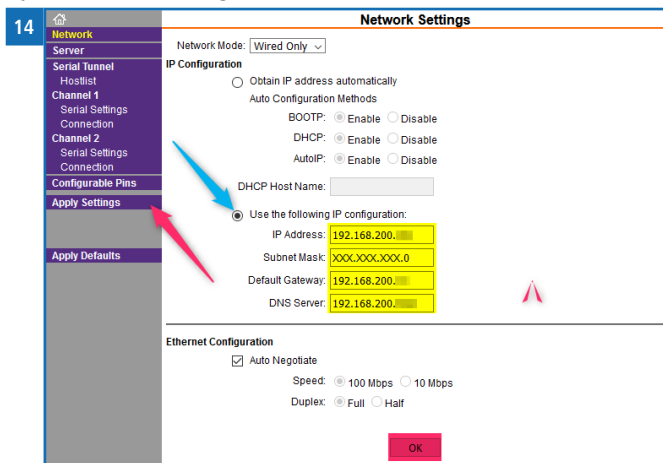 14
Network Settings
Network
Server
Serial Tunnel
Hostlist
Channel 1
Serial Settings
Connection
Channel 2
Serial Settings
Connection
Configurable Pins
Apply Settings
Apply Defaults
Network Mode: Wired Only
IP Configuration
Obtain IP address automatically
Auto Configuration Methods
BOOTP: Enable Disable
DHCP: Enable Disable
AutoIP: Enable Disable
DHCP Host Name:
Use the following IP configuration:
IP Address: 192.168.200.
Subnet Mask: XXX.XXX.XXX.0
Default Gateway: 192.168.200.
DNS Server: 192.168.200.
Ethernet Configuration
Auto Negotiate
Speed: 100 Mbps 10 Mbps
Duplex: Full Half
OK